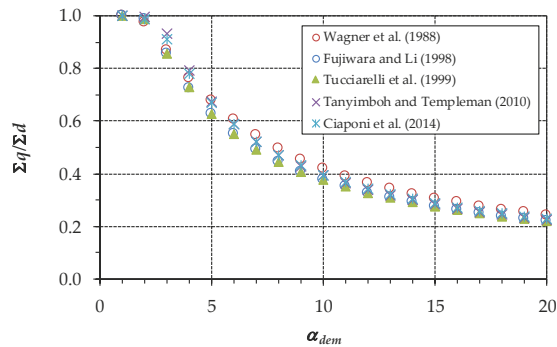 1.0
0.8
0.6
0.4
0.2
0.0
Σq/Σd
Wagner et al. (1988)
Fujiwara and Li (1998)
Tucciarelli et al. (1999)
Tanyimboh and Templeman (2010)
Ciaponi et al. (2014)
0 5 10 15 20
α_dem